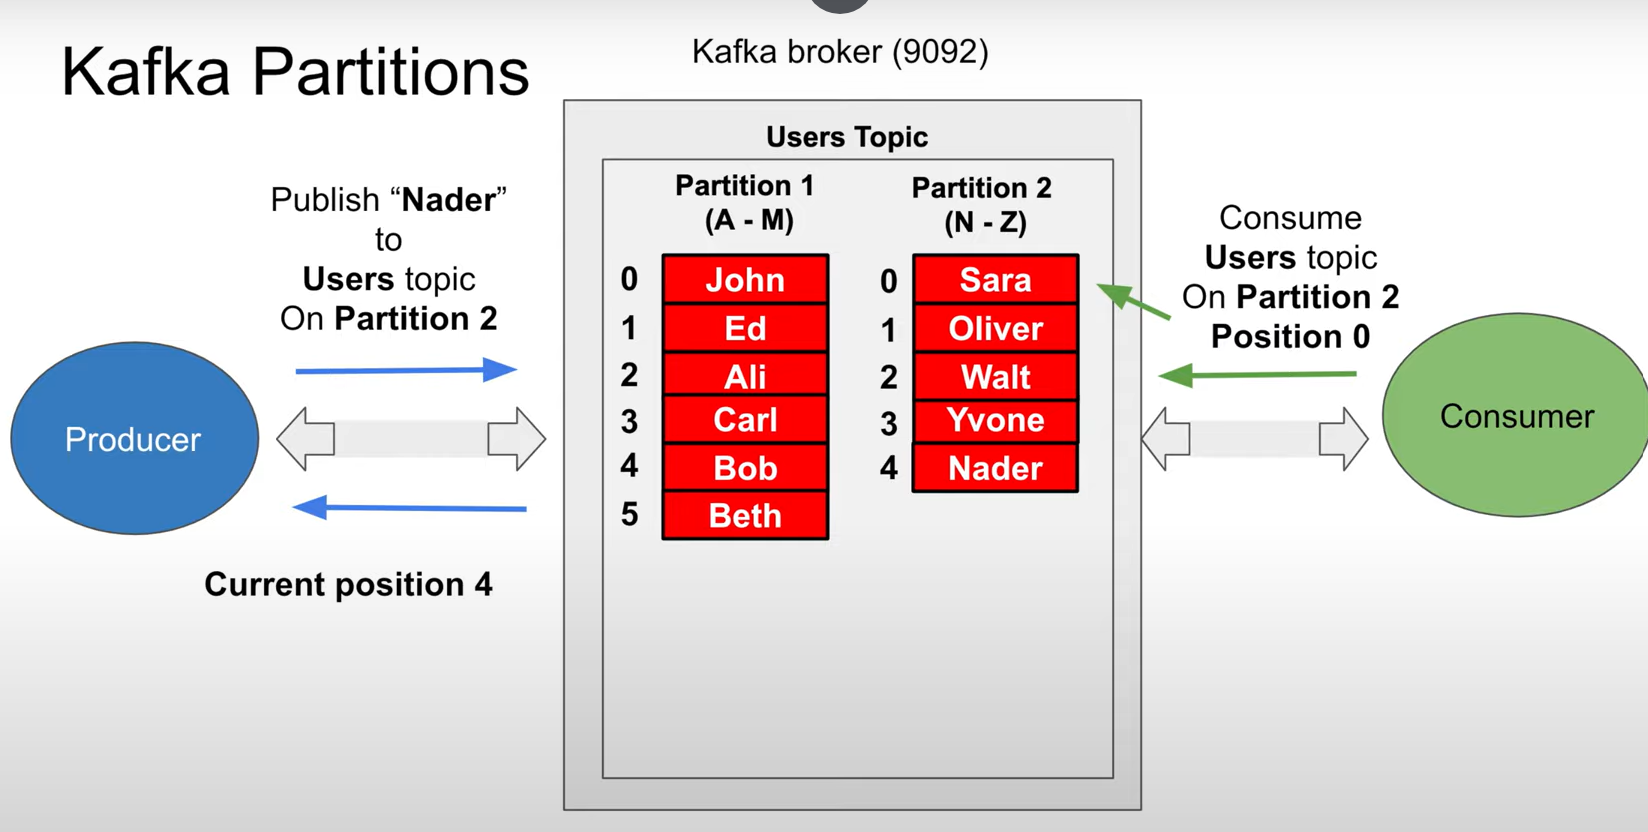 Kafka Partitions
Kafka broker (9092)
Users Topic
Publish “Nader”
to
Users topic
On Partition 2
Producer
Current position 4
Partition 1
(A - M)
0 John
1 Ed
2 Ali
3 Carl
4 Bob
5 Beth
Partition 2
(N - Z)
0 Sara
1 Oliver
2 Walt
3 Yvone
4 Nader
Consume
Users topic
On Partition 2
Position 0
Consumer